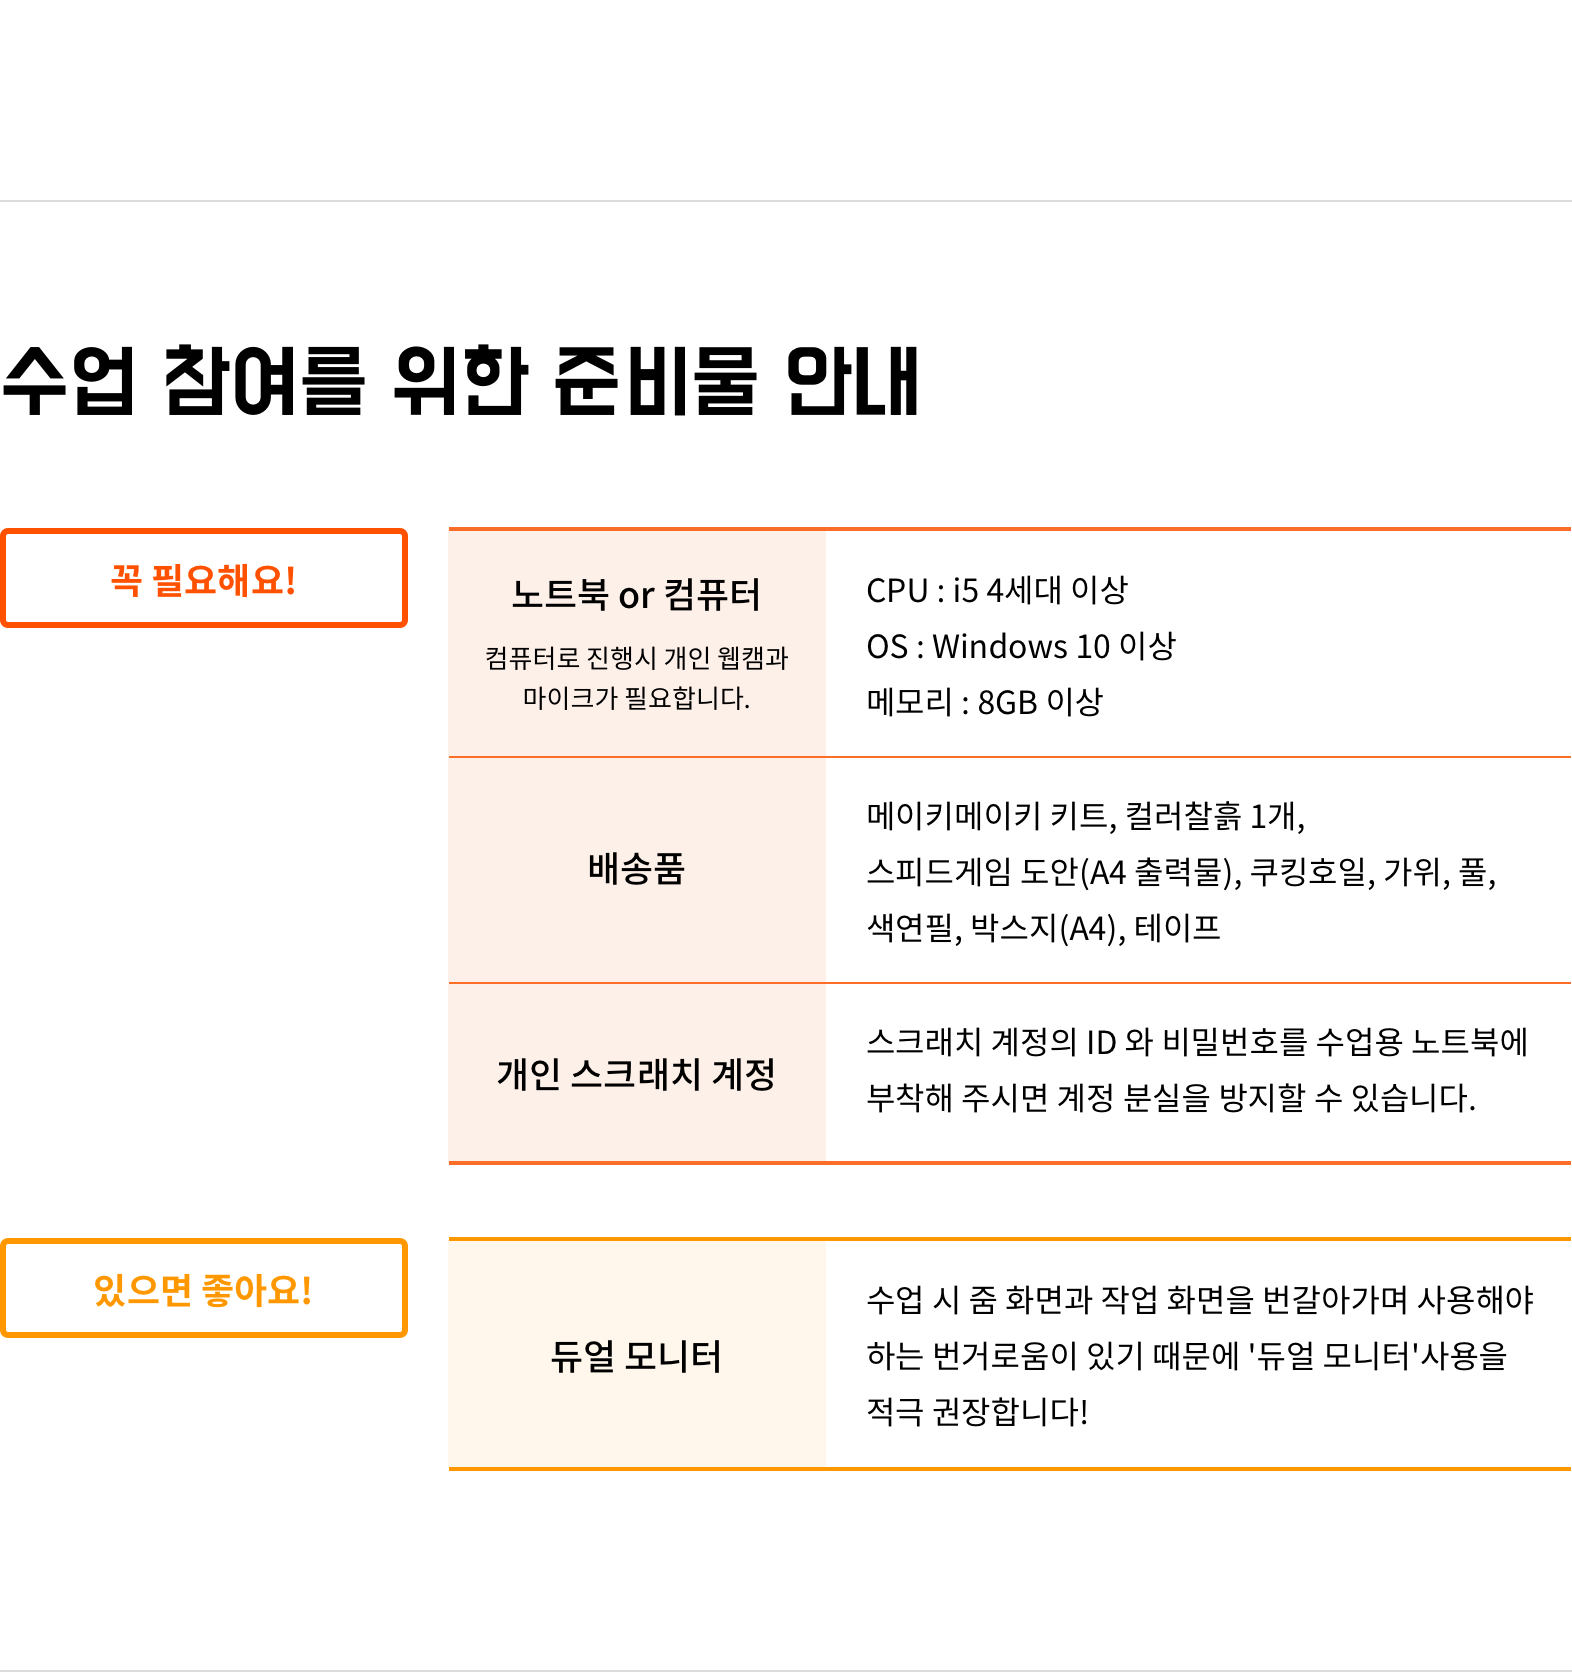 수업 참여를 위한 준비물 안내
꼭 필요해요!
노트북 or 컴퓨터
컴퓨터로 진행시 개인 웹캠과
마이크가 필요합니다.
CPU : i5 4세대 이상
OS : Windows 10 이상
메모리 : 8GB 이상
배송품
메이키메이키 키트, 컬러찰흙 1개,
스피드게임 도안(A4 출력물), 쿠킹호일, 가위, 풀,
색연필, 박스지(A4), 테이프
개인 스크래치 계정
스크래치 계정의 ID 와 비밀번호를 수업용 노트북에
부착해 주시면 계정 분실을 방지할 수 있습니다.
있으면 좋아요!
듀얼 모니터
수업 시 줌 화면과 작업 화면을 번갈아가며 사용해야
하는 번거로움이 있기 때문에 '듀얼 모니터'사용을
적극 권장합니다!